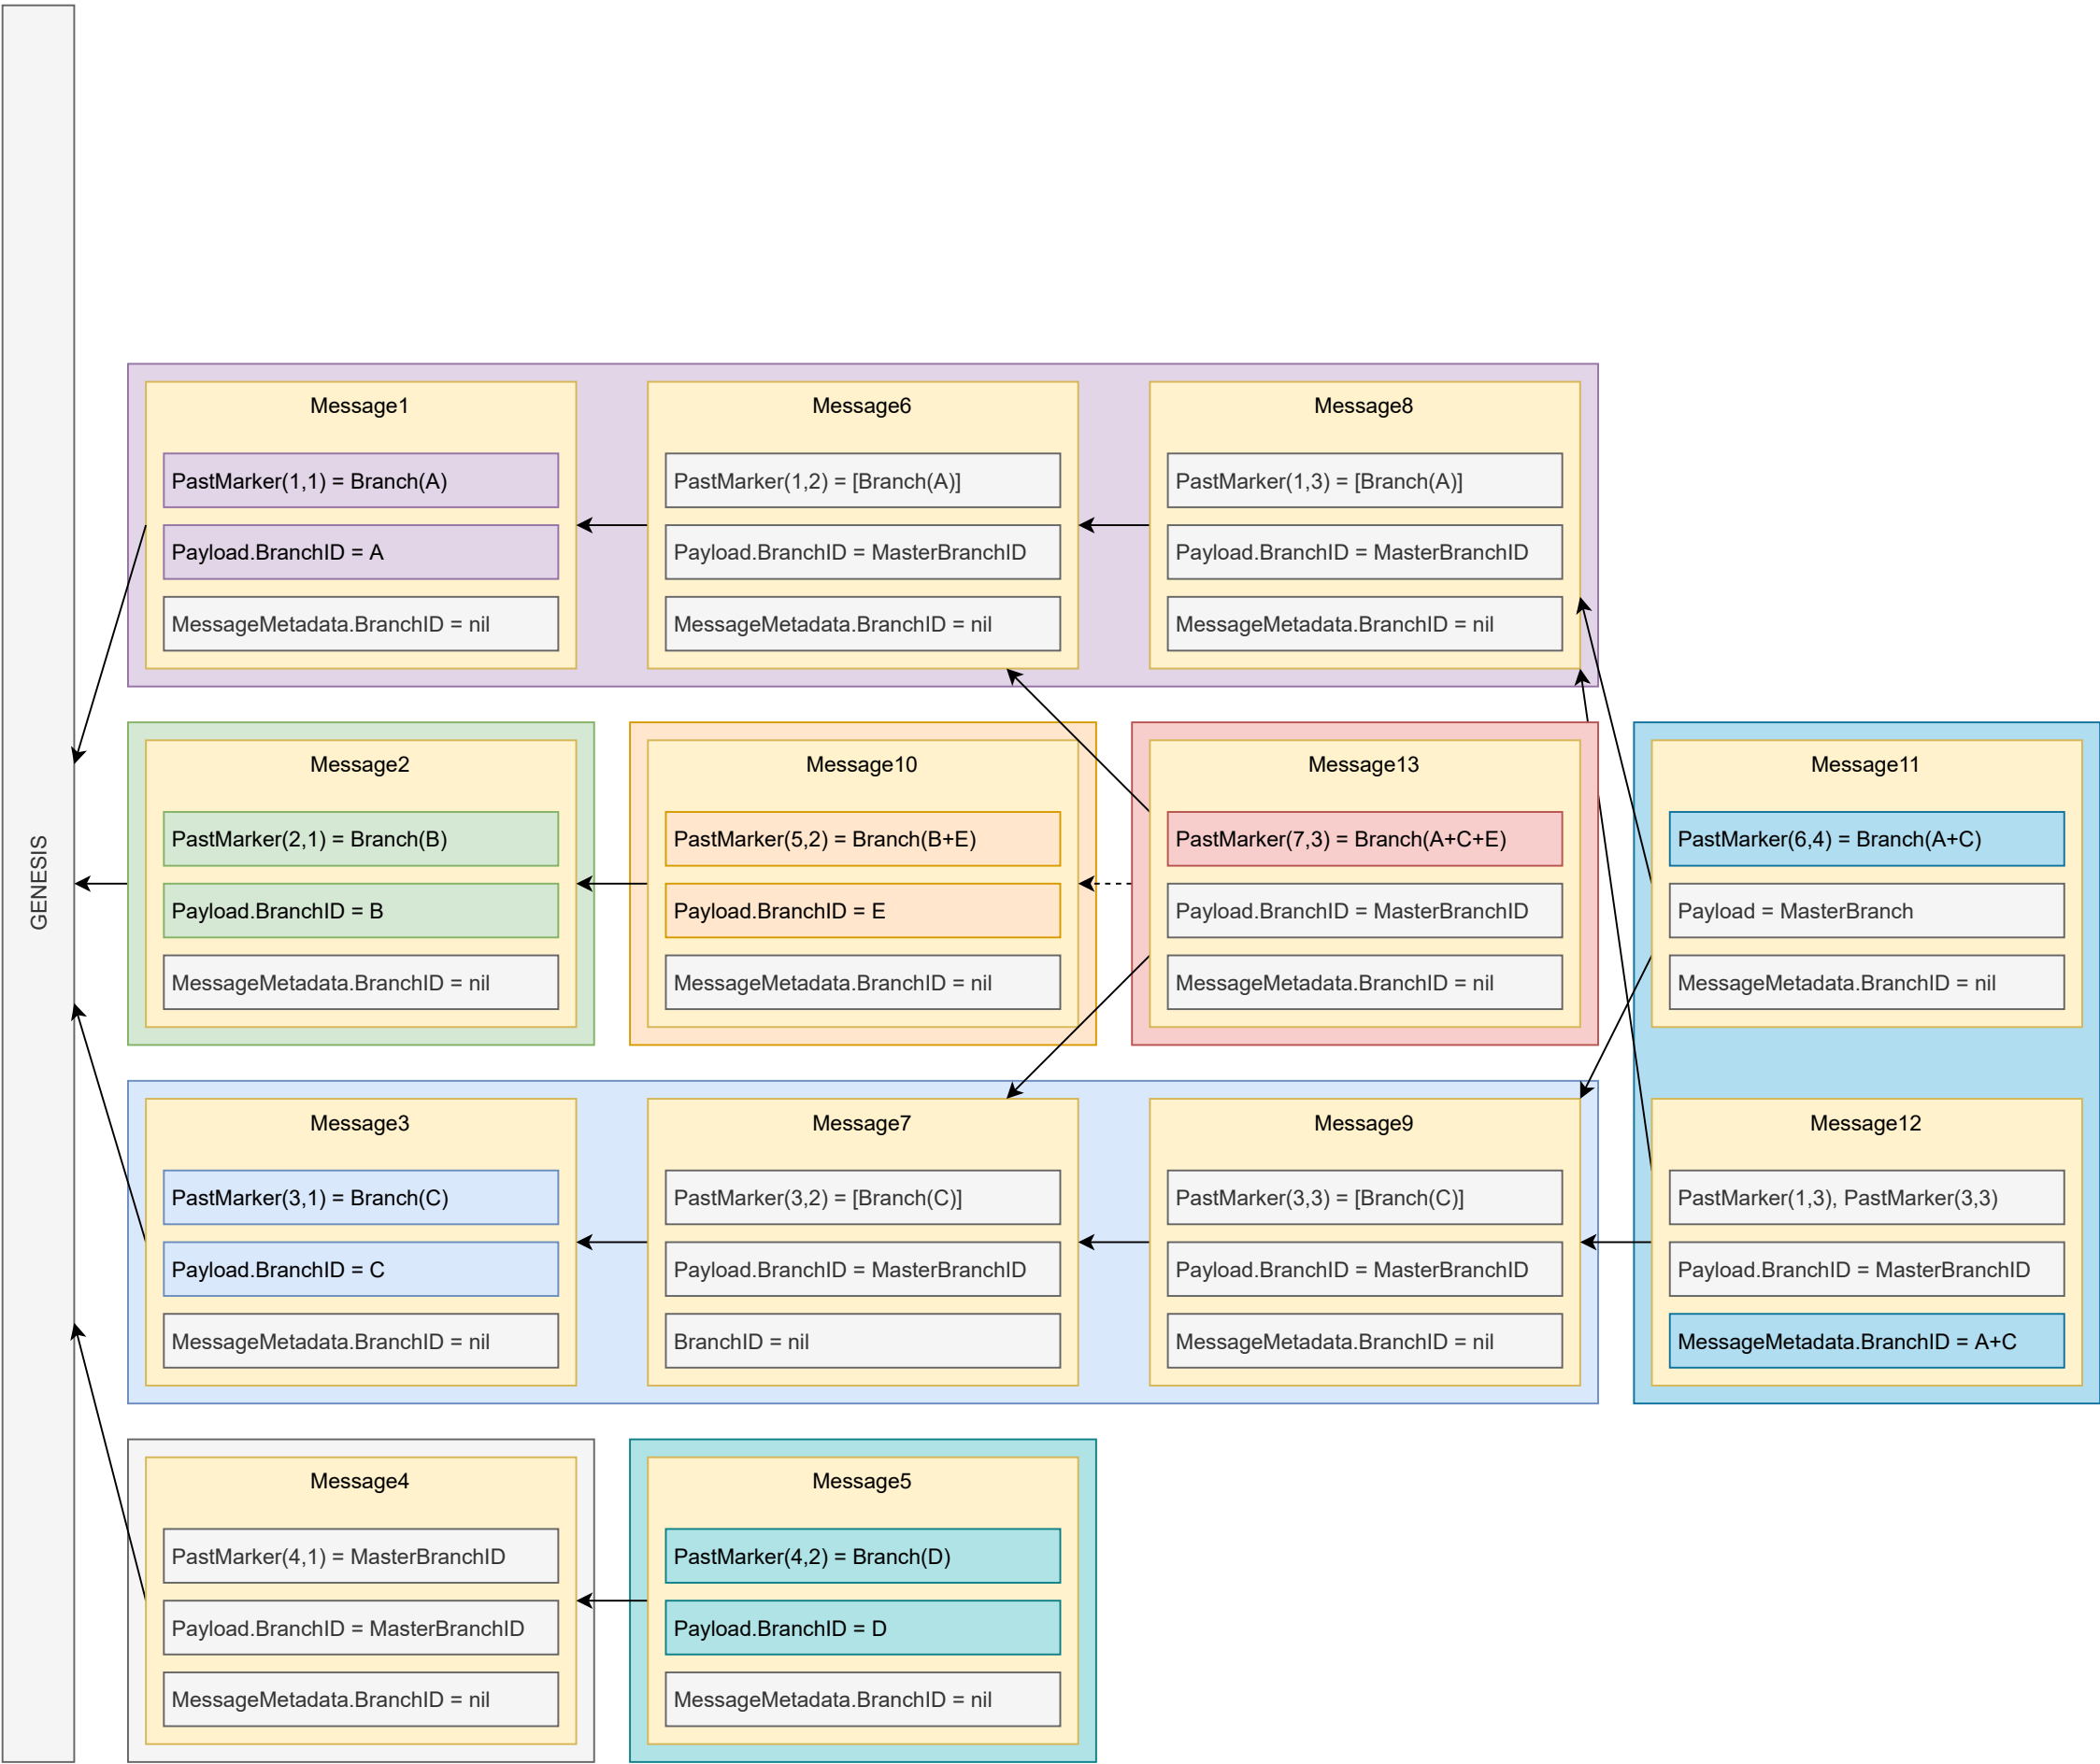 GENESIS
Message1
PastMarker(1,1) = Branch(A)
Payload.BranchID = A
MessageMetadata.BranchID = nil
Message6
PastMarker(1,2) = [Branch(A)]
Payload.BranchID = MasterBranchID
MessageMetadata.BranchID = nil
Message8
PastMarker(1,3) = [Branch(A)]
Payload.BranchID = MasterBranchID
MessageMetadata.BranchID = nil
Message2
PastMarker(2,1) = Branch(B)
Payload.BranchID = B
MessageMetadata.BranchID = nil
Message10
PastMarker(5,2) = Branch(B+E)
Payload.BranchID = E
MessageMetadata.BranchID = nil
Message13
PastMarker(7,3) = Branch(A+C+E)
Payload.BranchID = MasterBranchID
MessageMetadata.BranchID = nil
Message11
PastMarker(6,4) = Branch(A+C)
Payload = MasterBranch
MessageMetadata.BranchID = nil
Message3
PastMarker(3,1) = Branch(C)
Payload.BranchID = C
MessageMetadata.BranchID = nil
Message7
PastMarker(3,2) = [Branch(C)]
Payload.BranchID = MasterBranchID
BranchID = nil
Message9
PastMarker(3,3) = [Branch(C)]
Payload.BranchID = MasterBranchID
MessageMetadata.BranchID = nil
Message12
PastMarker(1,3), PastMarker(3,3)
Payload.BranchID = MasterBranchID
MessageMetadata.BranchID = A+C
Message4
PastMarker(4,1) = MasterBranchID
Payload.BranchID = MasterBranchID
MessageMetadata.BranchID = nil
Message5
PastMarker(4,2) = Branch(D)
Payload.BranchID = D
MessageMetadata.BranchID = nil